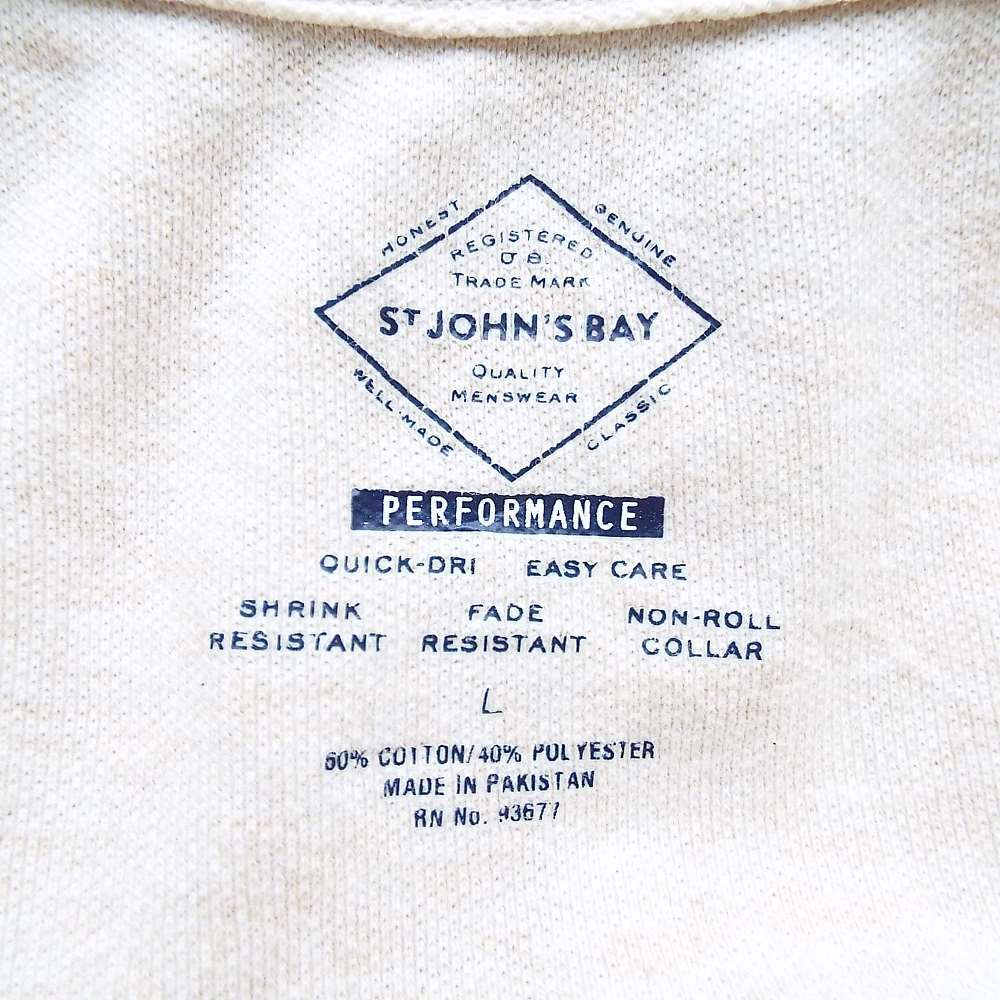 HONEST
GENUINE
REGISTERED
TRADE MARK
ST JOHN'S BAY
QUALITY
MENSWEAR
WELL-MADE
CLASSIC
PERFORMANCE
QUICK-DRI EASY CARE
SHRINK FADE NON-ROLL
RESISTANT RESISTANT COLLAR
L
60% COTTON/40% POLYESTER
MADE IN PAKISTAN
RN No. 93677